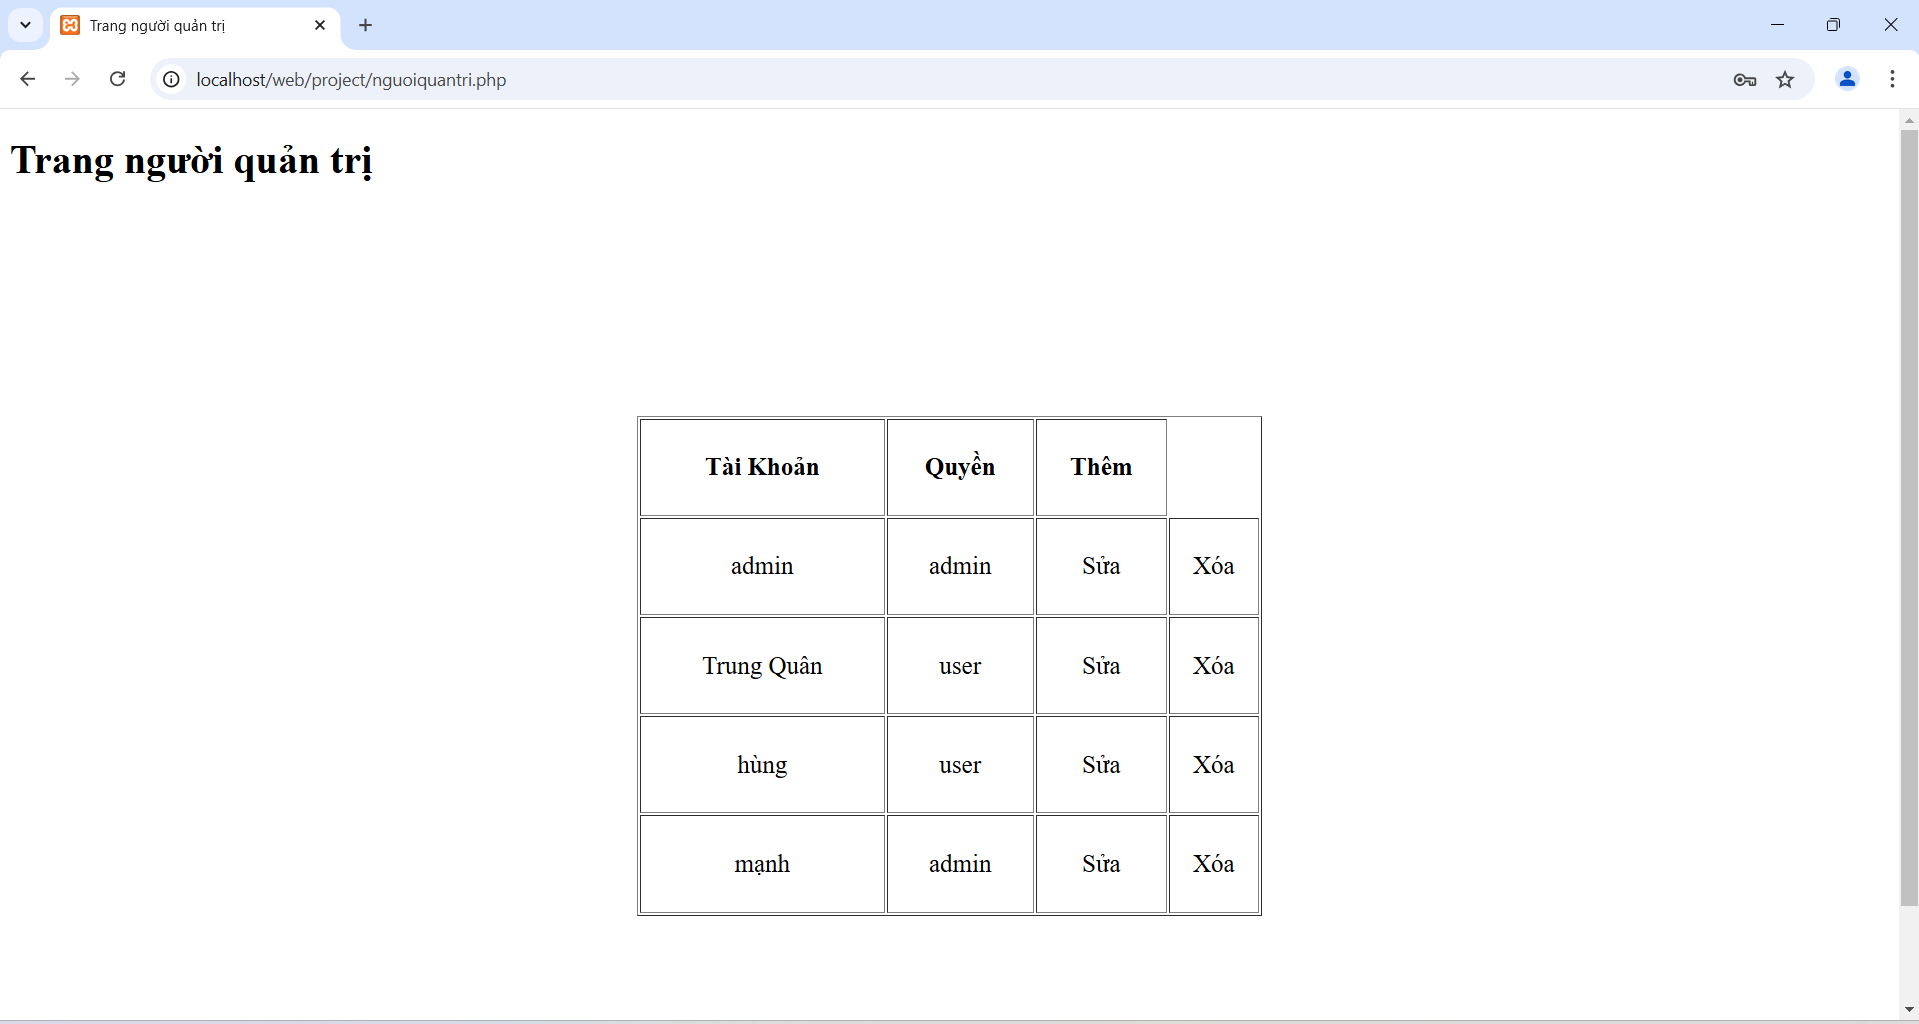 Trang người quản trị
localhost/web/project/nguoiquantri.php
Trang người quản trị
Tài Khoản Quyền Thêm
admin admin Sửa Xóa
Trung Quân user Sửa Xóa
hùng user Sửa Xóa
mạnh admin Sửa Xóa